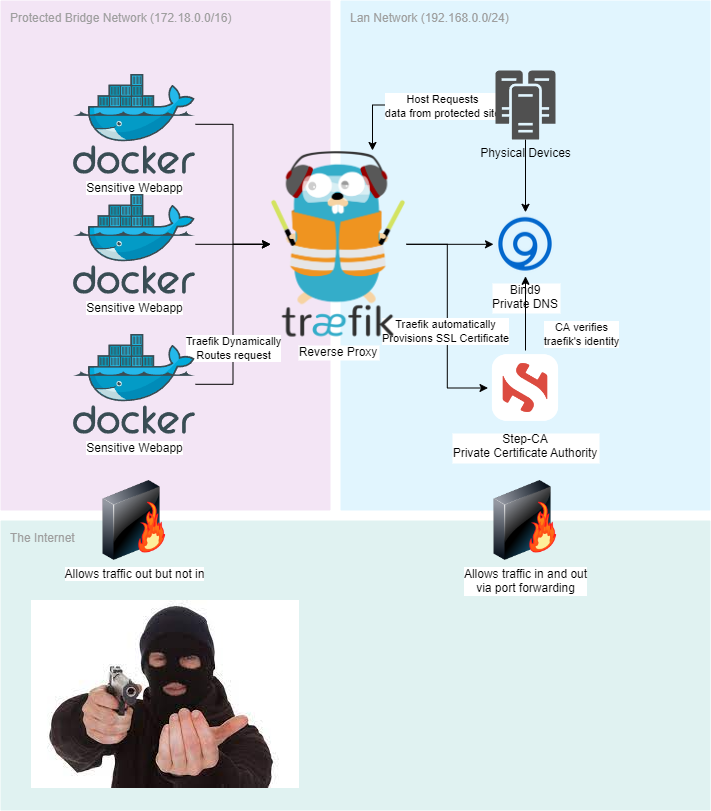 Protected Bridge Network (172.18.0.0/16)
Lan Network (192.168.0.0/24)
docker
Sensitive Webapp
docker
Sensitive Webapp
docker
Sensitive Webapp
Traefik Dynamically
Routes request
træfik
Reverse Proxy
Host Requests
data from protected site
Physical Devices
Bind9
Private DNS
Traefik automatically
Provisions SSL Certificate
CA verifies
traefik's identity
Step-CA
Private Certificate Authority
The Internet
Allows traffic out but not in
Allows traffic in and out
via port forwarding